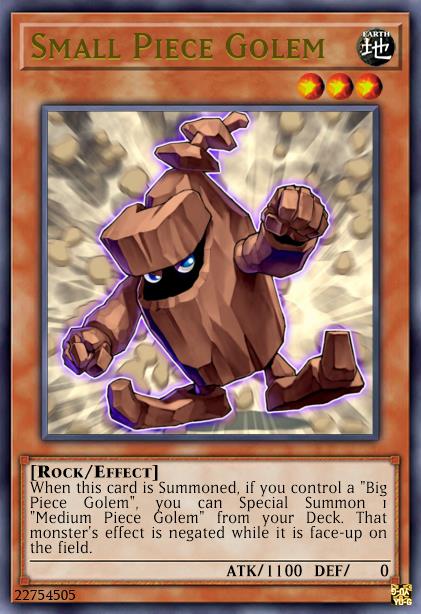 Small Piece Golem
EARTH
地
[Rock/Effect]
When this card is Summoned, if you control a "Big
Piece Golem", you can Special Summon 1
"Medium Piece Golem" from your Deck. That
monster's effect is negated while it is face-up on
the field.
ATK/1100 DEF/ 0
22754505